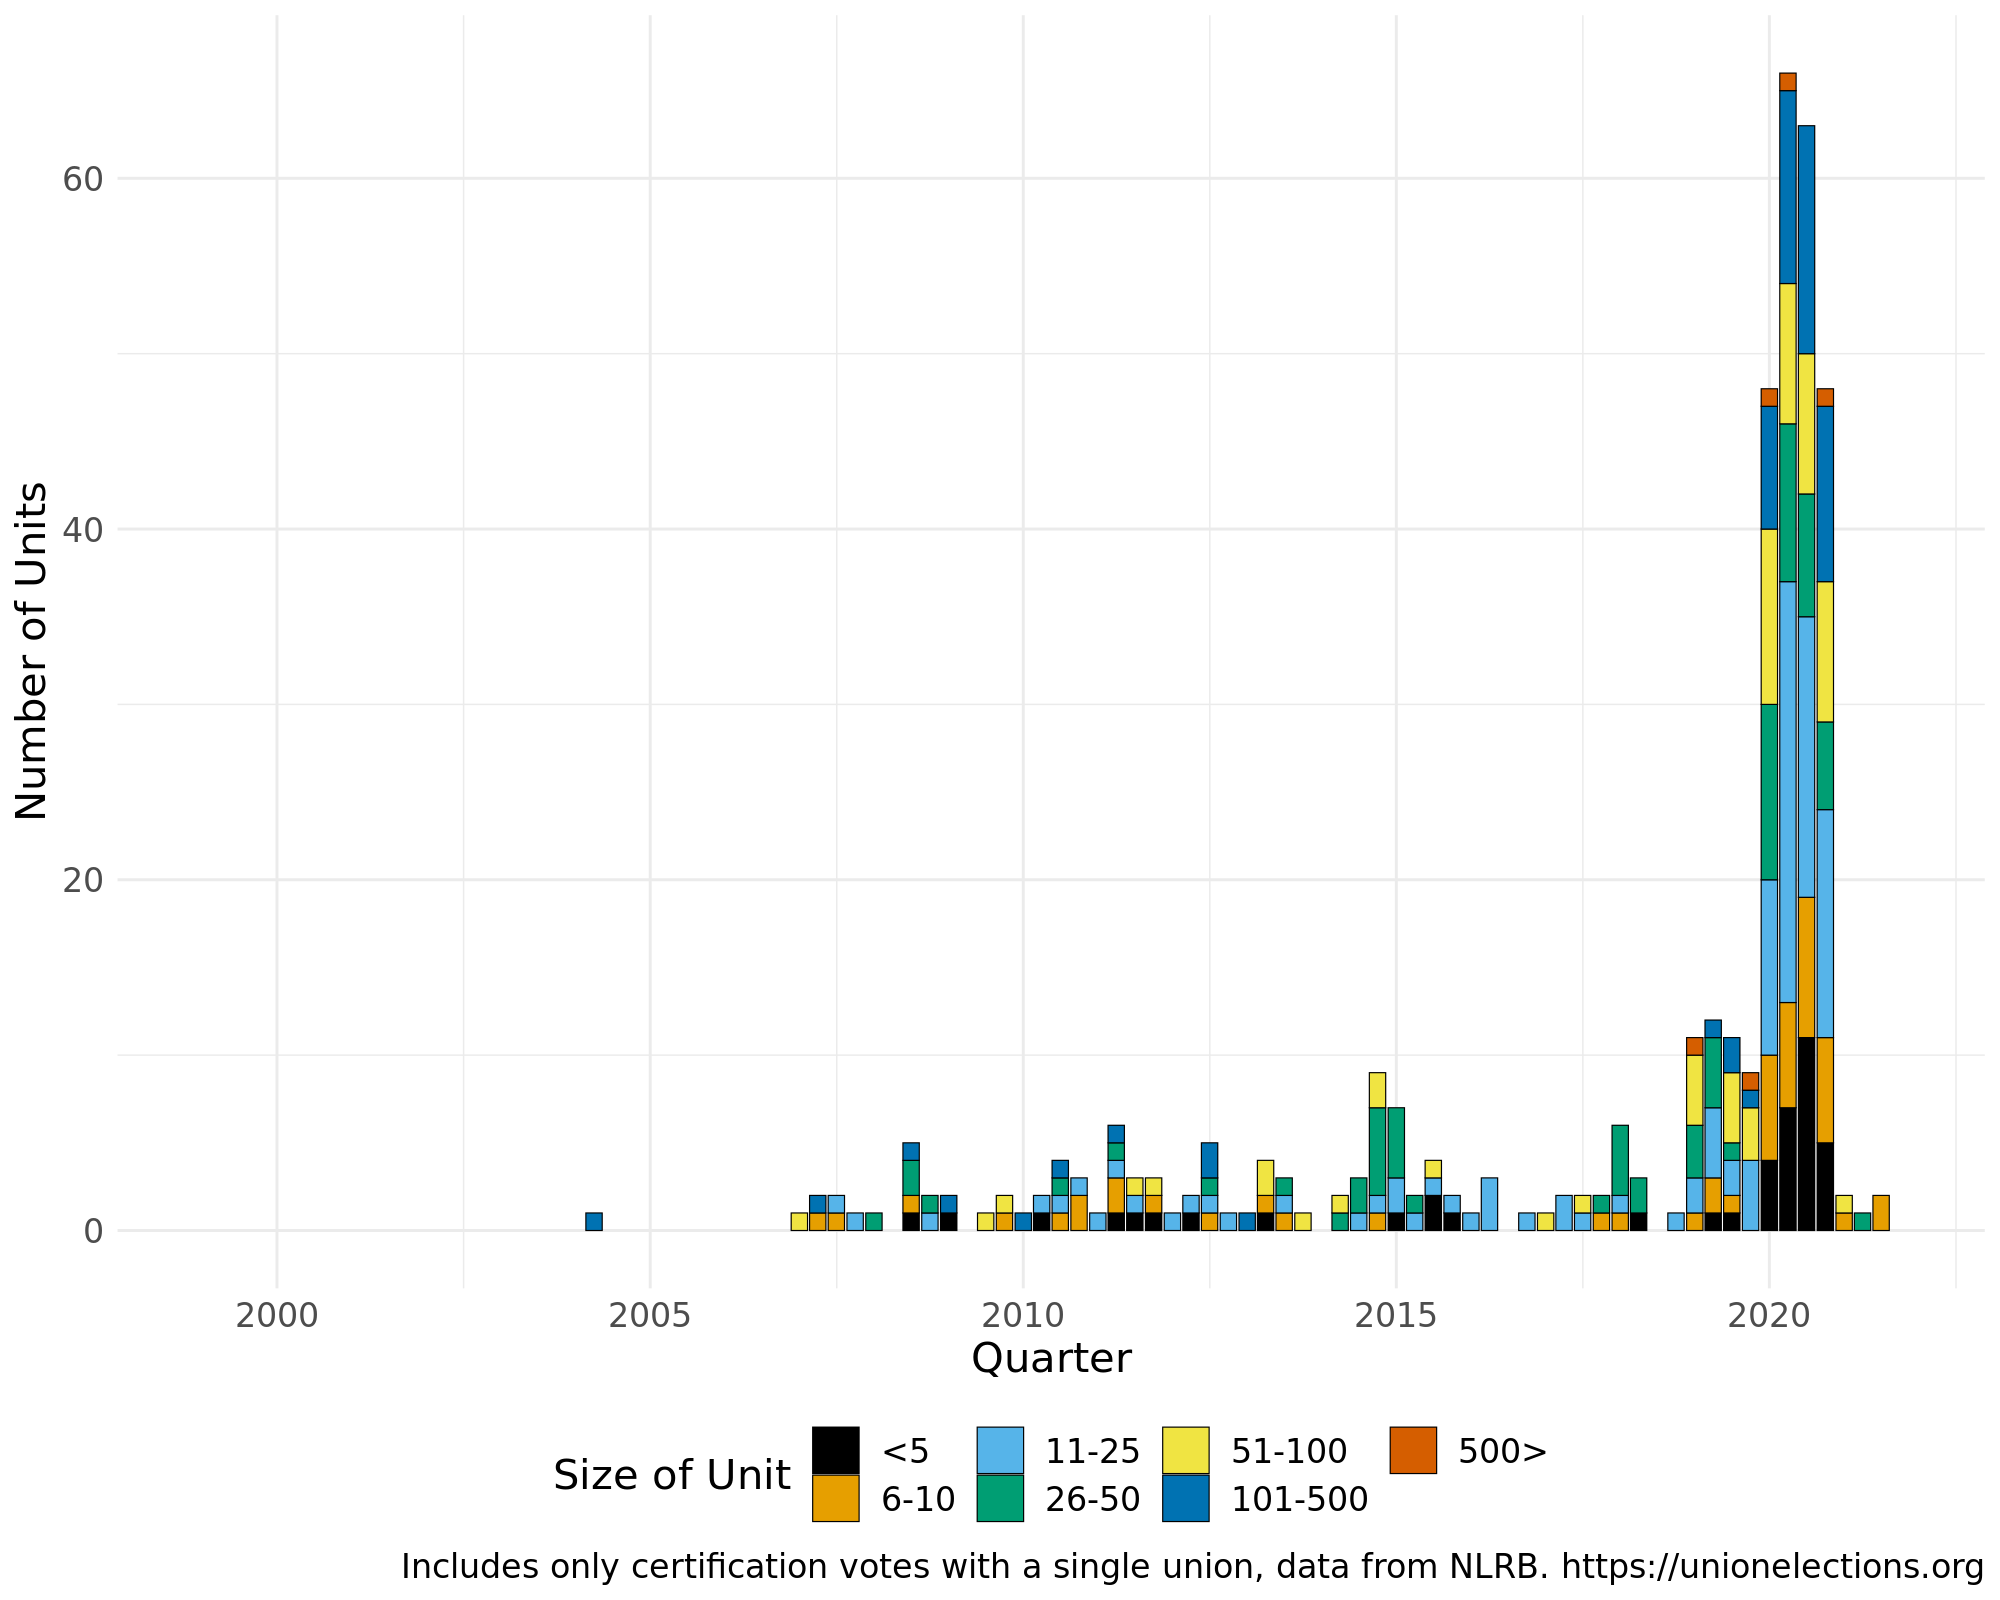 60
40
20
0
Number of Units
2000 2005 2010 2015 2020
Quarter
Size of Unit
<5 11-25 51-100 500>
6-10 26-50 101-500
Includes only certification votes with a single union, data from NLRB. https://unionelections.org